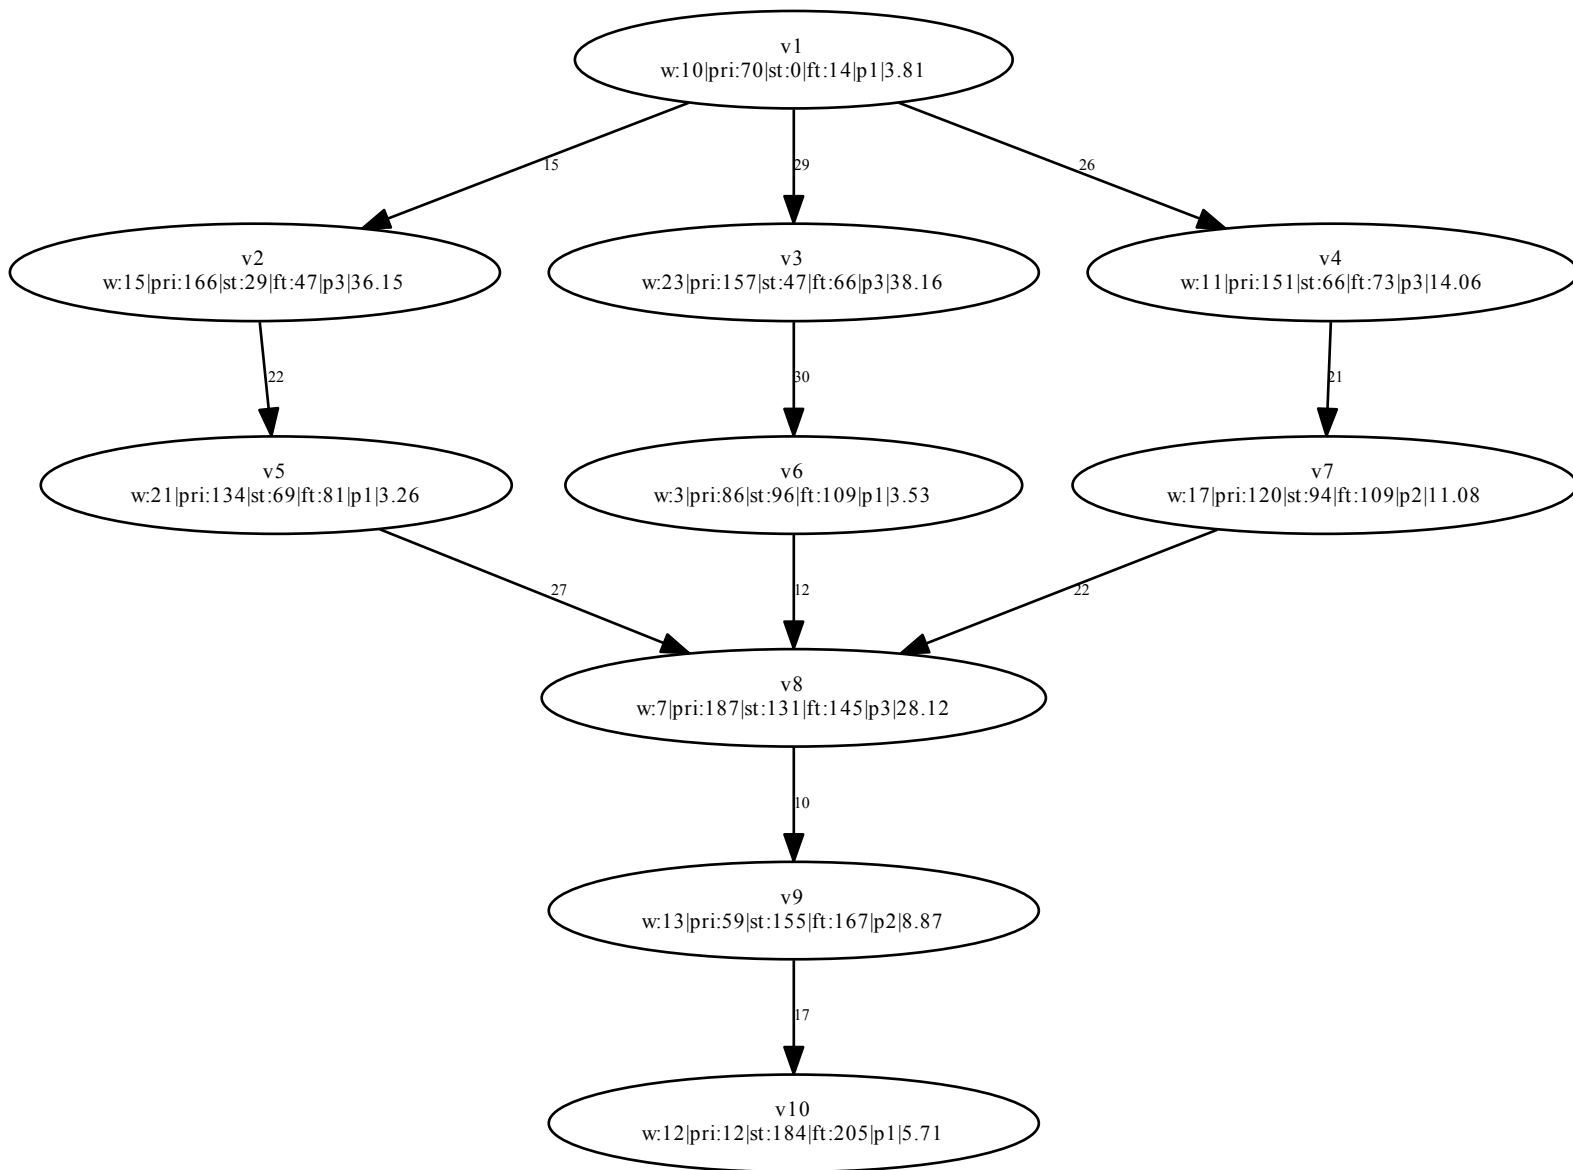 v1
w:10|pri:70|st:0|ft:14|p1|3.81
15
29
26
v2
w:15|pri:166|st:29|ft:47|p3|36.15
v3
w:23|pri:157|st:47|ft:66|p3|38.16
v4
w:11|pri:151|st:66|ft:73|p3|14.06
22
30
21
v5
w:21|pri:134|st:69|ft:81|p1|3.26
v6
w:3|pri:86|st:96|ft:109|p1|3.53
v7
w:17|pri:120|st:94|ft:109|p2|11.08
27
12
22
v8
w:7|pri:187|st:131|ft:145|p3|28.12
10
v9
w:13|pri:59|st:155|ft:167|p2|8.87
17
v10
w:12|pri:12|st:184|ft:205|p1|5.71